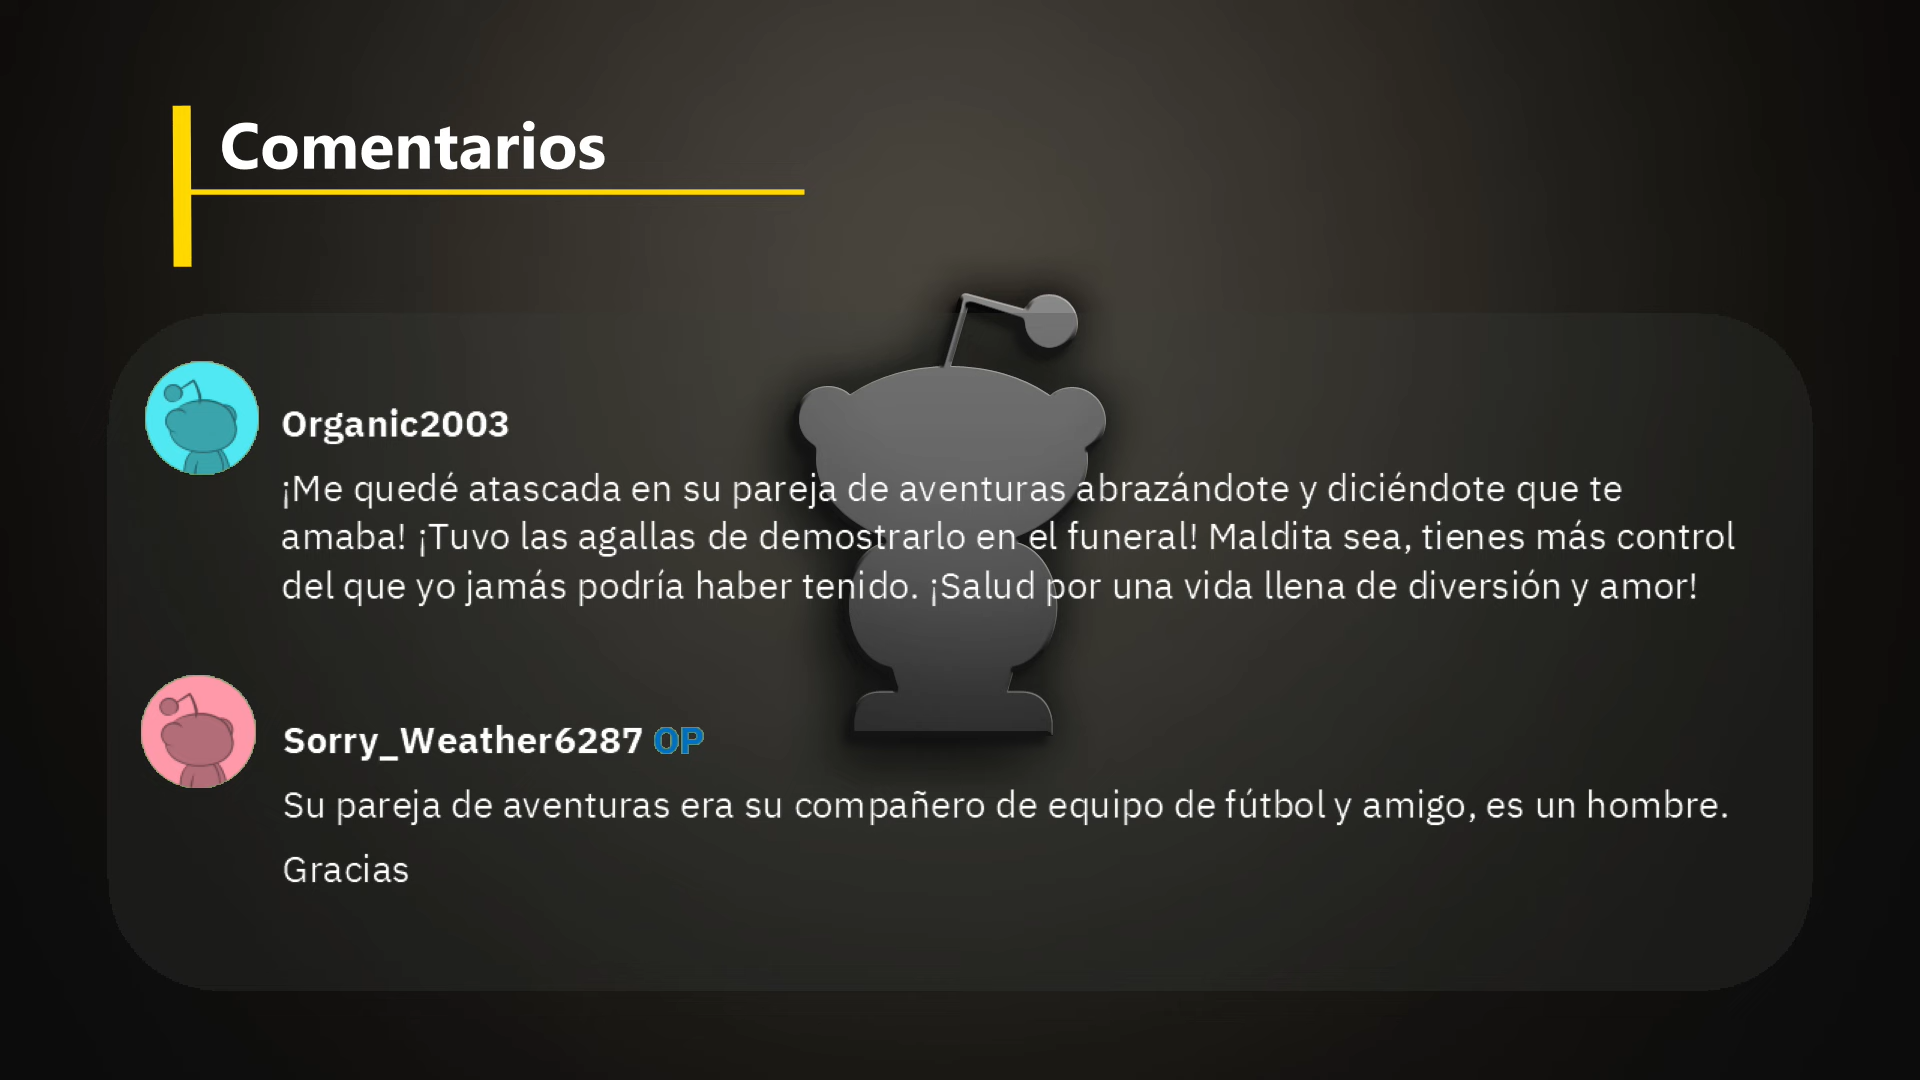 Comentarios
Organic2003
¡Me quedé atascada en su pareja de aventuras abrazándote y diciéndote que te
amaba! ¡Tuvo las agallas de demostrarlo en el funeral! Maldita sea, tienes más control
del que yo jamás podría haber tenido. ¡Salud por una vida llena de diversión y amor!
Sorry_Weather6287 OP
Su pareja de aventuras era su compañero de equipo de fútbol y amigo, es un hombre.
Gracias